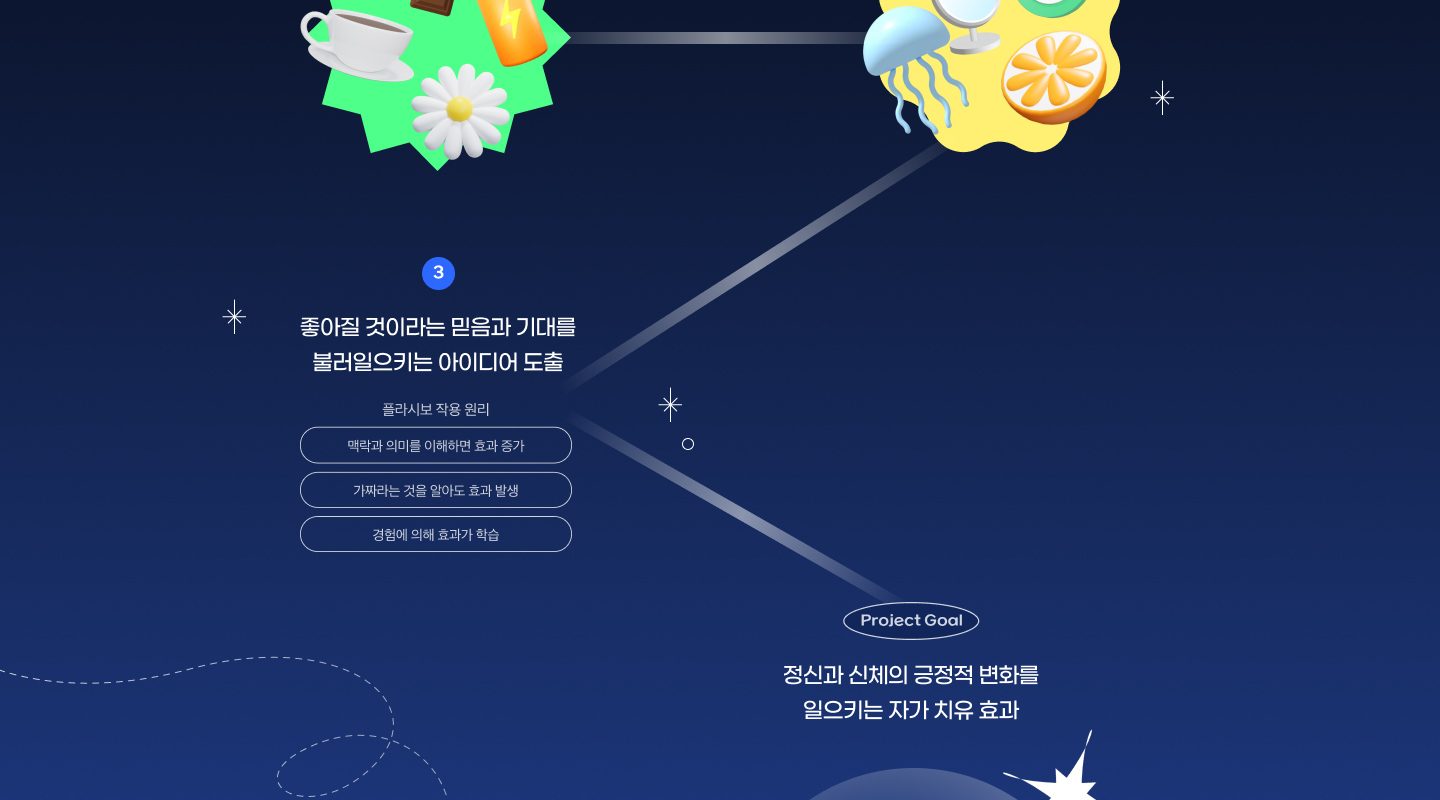 3
좋아질 것이라는 믿음과 기대를
불러일으키는 아이디어 도출
플라시보 작용 원리
맥락과 의미를 이해하면 효과 증가
가짜라는 것을 알아도 효과 발생
경험에 의해 효과가 학습
Project Goal
정신과 신체의 긍정적 변화를
일으키는 자가 치유 효과